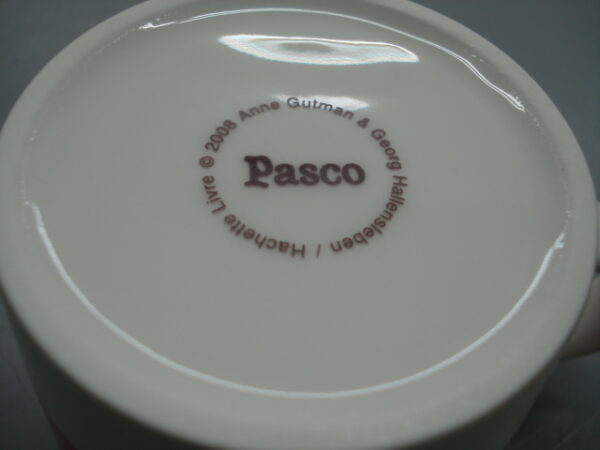 © 2008 Anne Gutman & Georg Hallensleben / Hachette Livre
Pasco